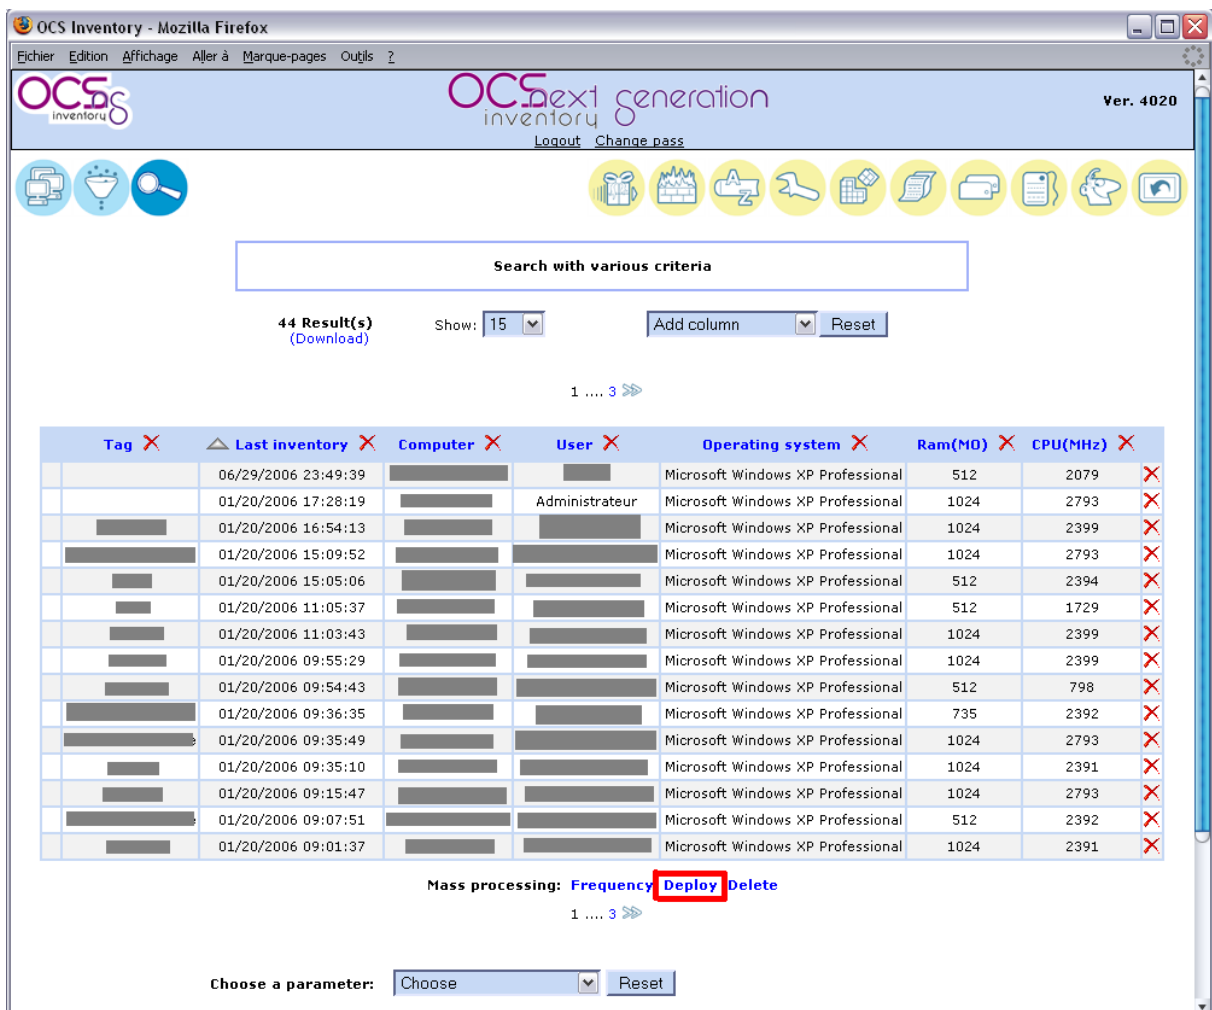 OCS Inventory - Mozilla Firefox
Fichier Edition Affichage Aller à Marque-pages Outils ?
OCS ng
inventory
OCS next generation
inventory
Ver. 4020
Logout Change pass
A
Z
Search with various criteria
44 Result(s)
(Download)
Show: 15
Add column Reset
1 .... 3
Tag Last inventory Computer User Operating system Ram(MO) CPU(MHz)
06/29/2006 23:49:39 Microsoft Windows XP Professional 512 2079
01/20/2006 17:28:19 Administrateur Microsoft Windows XP Professional 1024 2793
01/20/2006 16:54:13 Microsoft Windows XP Professional 1024 2399
01/20/2006 15:09:52 Microsoft Windows XP Professional 1024 2793
01/20/2006 15:05:06 Microsoft Windows XP Professional 512 2394
01/20/2006 11:05:37 Microsoft Windows XP Professional 512 1729
01/20/2006 11:03:43 Microsoft Windows XP Professional 1024 2399
01/20/2006 09:55:29 Microsoft Windows XP Professional 1024 2399
01/20/2006 09:54:43 Microsoft Windows XP Professional 512 798
01/20/2006 09:36:35 Microsoft Windows XP Professional 735 2392
01/20/2006 09:35:49 Microsoft Windows XP Professional 1024 2793
01/20/2006 09:35:10 Microsoft Windows XP Professional 1024 2391
01/20/2006 09:15:47 Microsoft Windows XP Professional 1024 2793
01/20/2006 09:07:51 Microsoft Windows XP Professional 512 2392
01/20/2006 09:01:37 Microsoft Windows XP Professional 1024 2391
Mass processing: Frequency Deploy Delete
1 .... 3
Choose a parameter: Choose Reset